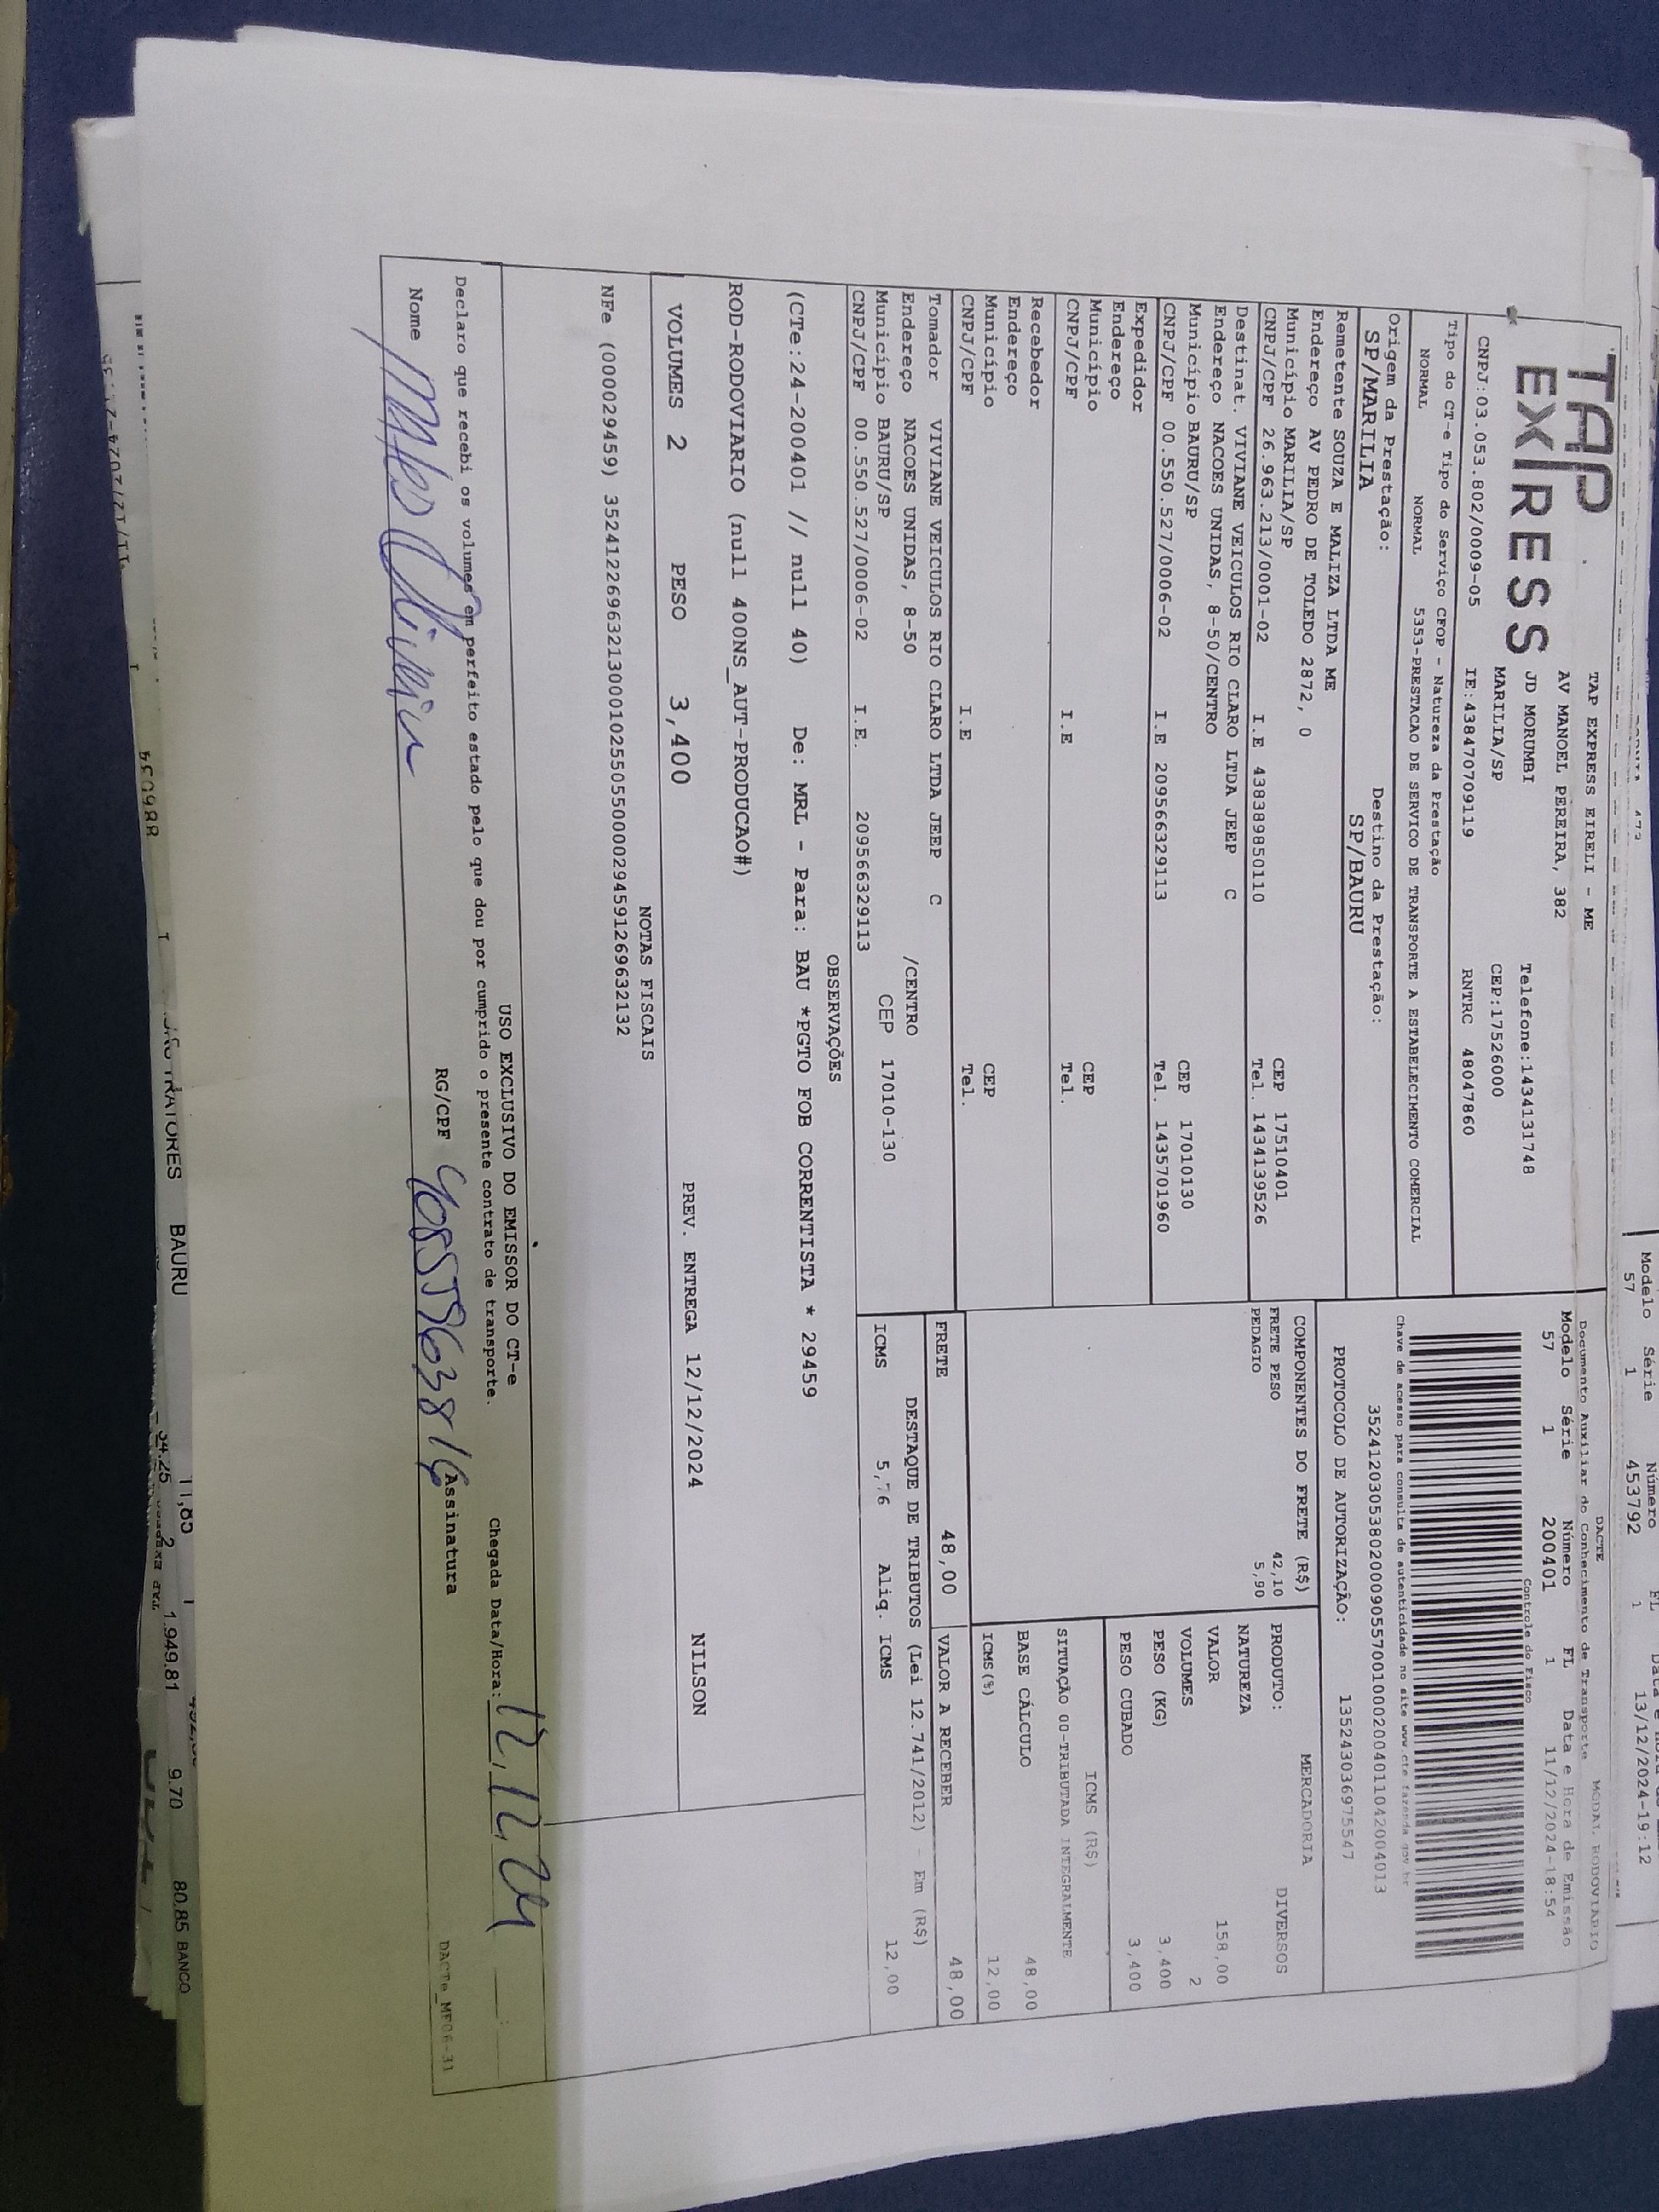 TAP EXPRESS
TAP EXPRESS EIRELI - ME
AV MANOEL PEREIRA, 382
JD MORUMBI Telefone:1434131748
MARILIA/SP CEP:17526000
CNPJ:03.053.802/0009-05 IE:438470709119 RNTRC 48047860
Tipo do CT-e Tipo do Serviço CFOP - Natureza da Prestação
NORMAL NORMAL 5353-PRESTACAO DE SERVICO DE TRANSPORTE A ESTABELECIMENTO COMERCIAL
Origem da Prestação: Destino da Prestação:
SP/MARILIA SP/BAURU
Remetente SOUZA E MALIZA LTDA ME
Endereço AV PEDRO DE TOLEDO 2872, 0
Município MARILIA/SP CEP 17510401
CNPJ/CPF 26.963.213/0001-02 I.E 438389850110 Tel. 1434139526
Destinat. VIVIANE VEICULOS RIO CLARO LTDA JEEP C
Endereço NACOES UNIDAS, 8-50/CENTRO
Município BAURU/SP CEP 17010130
CNPJ/CPF 00.550.527/0006-02 I.E 209566329113 Tel. 1435701960
Expedidor
Endereço
Município CEP
CNPJ/CPF I.E Tel.
Recebedor
Endereço
Município CEP
CNPJ/CPF I.E Tel.
Tomador VIVIANE VEICULOS RIO CLARO LTDA JEEP C
Endereço NACOES UNIDAS, 8-50 /CENTRO
Município BAURU/SP CEP 17010-130
CNPJ/CPF 00.550.527/0006-02 I.E. 209566329113
DACTE MODAL RODOVIARIO
Documento Auxiliar do Conhecimento de Transporte
Modelo Série Número FL Data e Hora de Emissão
57 1 200401 1 11/12/2024-18:54
Controle do Fisco
Chave de acesso para consulta de autenticidade no site www.cte.fazenda.gov.br
35241203053802000905570010002004011042004013
PROTOCOLO DE AUTORIZAÇÃO: 135243036975547
COMPONENTES DO FRETE (R$)
FRETE PESO 42,10
PEDAGIO 5,90
MERCADORIA
PRODUTO: DIVERSOS
NATUREZA
VALOR 158,00
VOLUMES 2
PESO (KG) 3,400
PESO CUBADO 3,400
ICMS (R$)
SITUAÇÃO 00-TRIBUTADA INTEGRALMENTE
BASE CÁLCULO 48,00
ICMS(%) 12,00
FRETE 48,00 VALOR A RECEBER 48,00
DESTAQUE DE TRIBUTOS (Lei 12.741/2012) - Em (R$)
ICMS 5,76 Aliq. ICMS 12,00
OBSERVAÇÕES
(CTe:24-200401 // null 40) De: MRL - Para: BAU *PGTO FOB CORRENTISTA * 29459
ROD-RODOVIARIO (null 400NS_AUT-PRODUCAO#)
VOLUMES 2 PESO 3,400 PREV. ENTREGA 12/12/2024 NILSON
NOTAS FISCAIS
NFe (000029459) 35241226963213000102550550000294591269632132
USO EXCLUSIVO DO EMISSOR DO CT-e
Declaro que recebi os volumes em perfeito estado pelo que dou por cumprido o presente contrato de transporte. Chegada Data/Hora: 12,12,24
Nome RG/CPF Assinatura
DACTe_MF06-31
Modelo Série Número FL
57 1 453792 1 13/12/2024-19:12
886054
TRATORES BAURU
1.949.81 9.70 80.85 BANCO